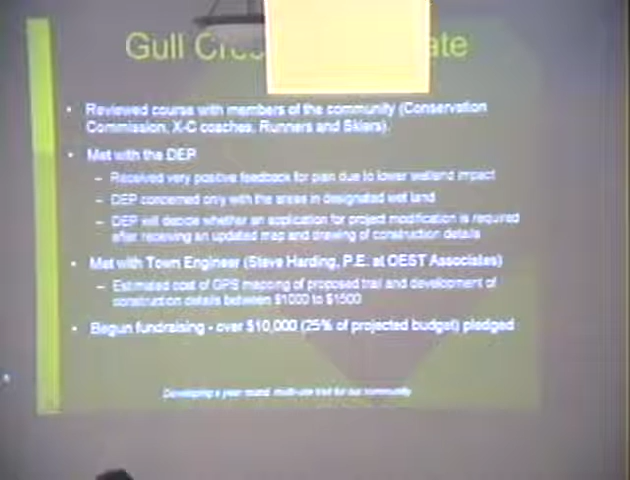 Gull Cres ate
• Reviewed course with members of the community (Conservation
Commission, X-C coaches, Runners and Skiers).
• Met with the DEP
– Received very positive feedback for plan due to lower wetland impact
– DEP concerned only with the areas in designated wet land
– DEP will decide whether an application for project modification is required
after receiving an updated map and drawing of construction details
• Met with Town Engineer (Steve Harding, P.E. at OEST Associates)
– Estimated cost of GPS mapping of proposed trail and development of
construction details between $1000 to $1500
• Begun fundraising - over $10,000 (25% of projected budget) pledged
Developing a year round, multi-use trail for our community